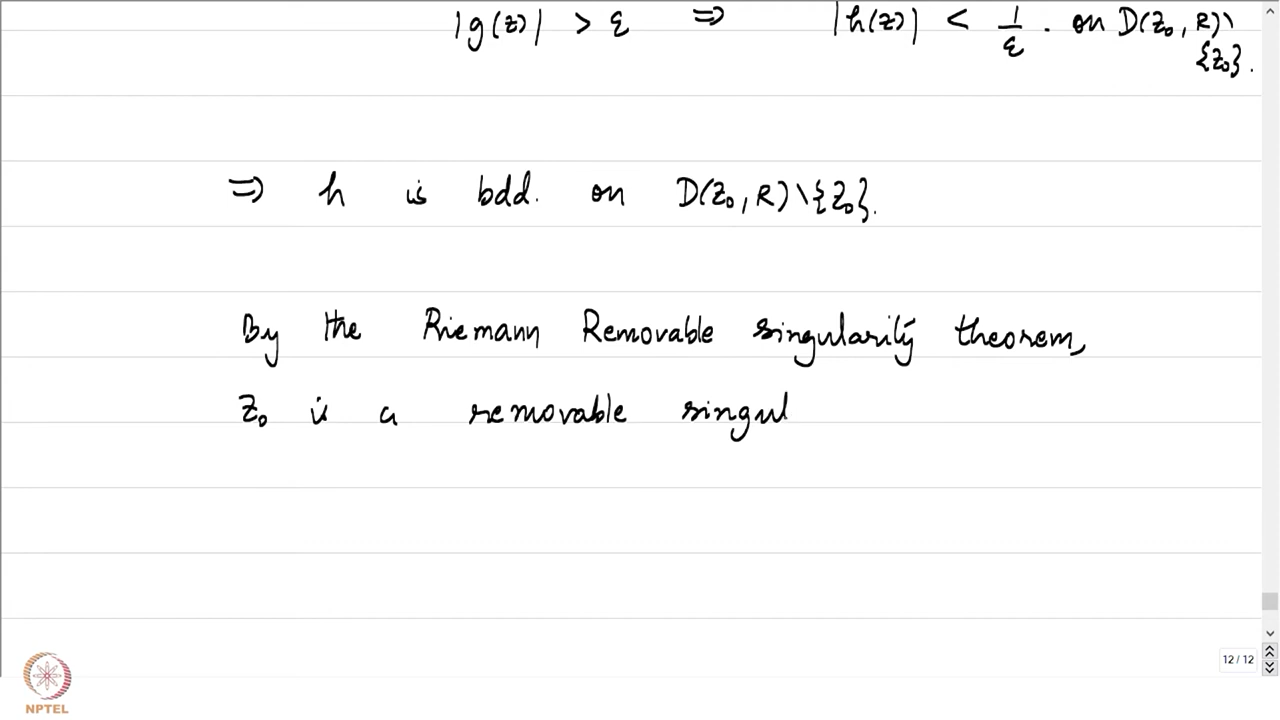 |g(z)| > ε ⇒ |h(z)| < 1/ε . on D(z₀, R)\
{z₀}.
⇒ h is bdd. on D(z₀, R)\{z₀}.
By the Riemann Removable singularity theorem,
z₀ is a removable singul
12 / 12
NPTEL